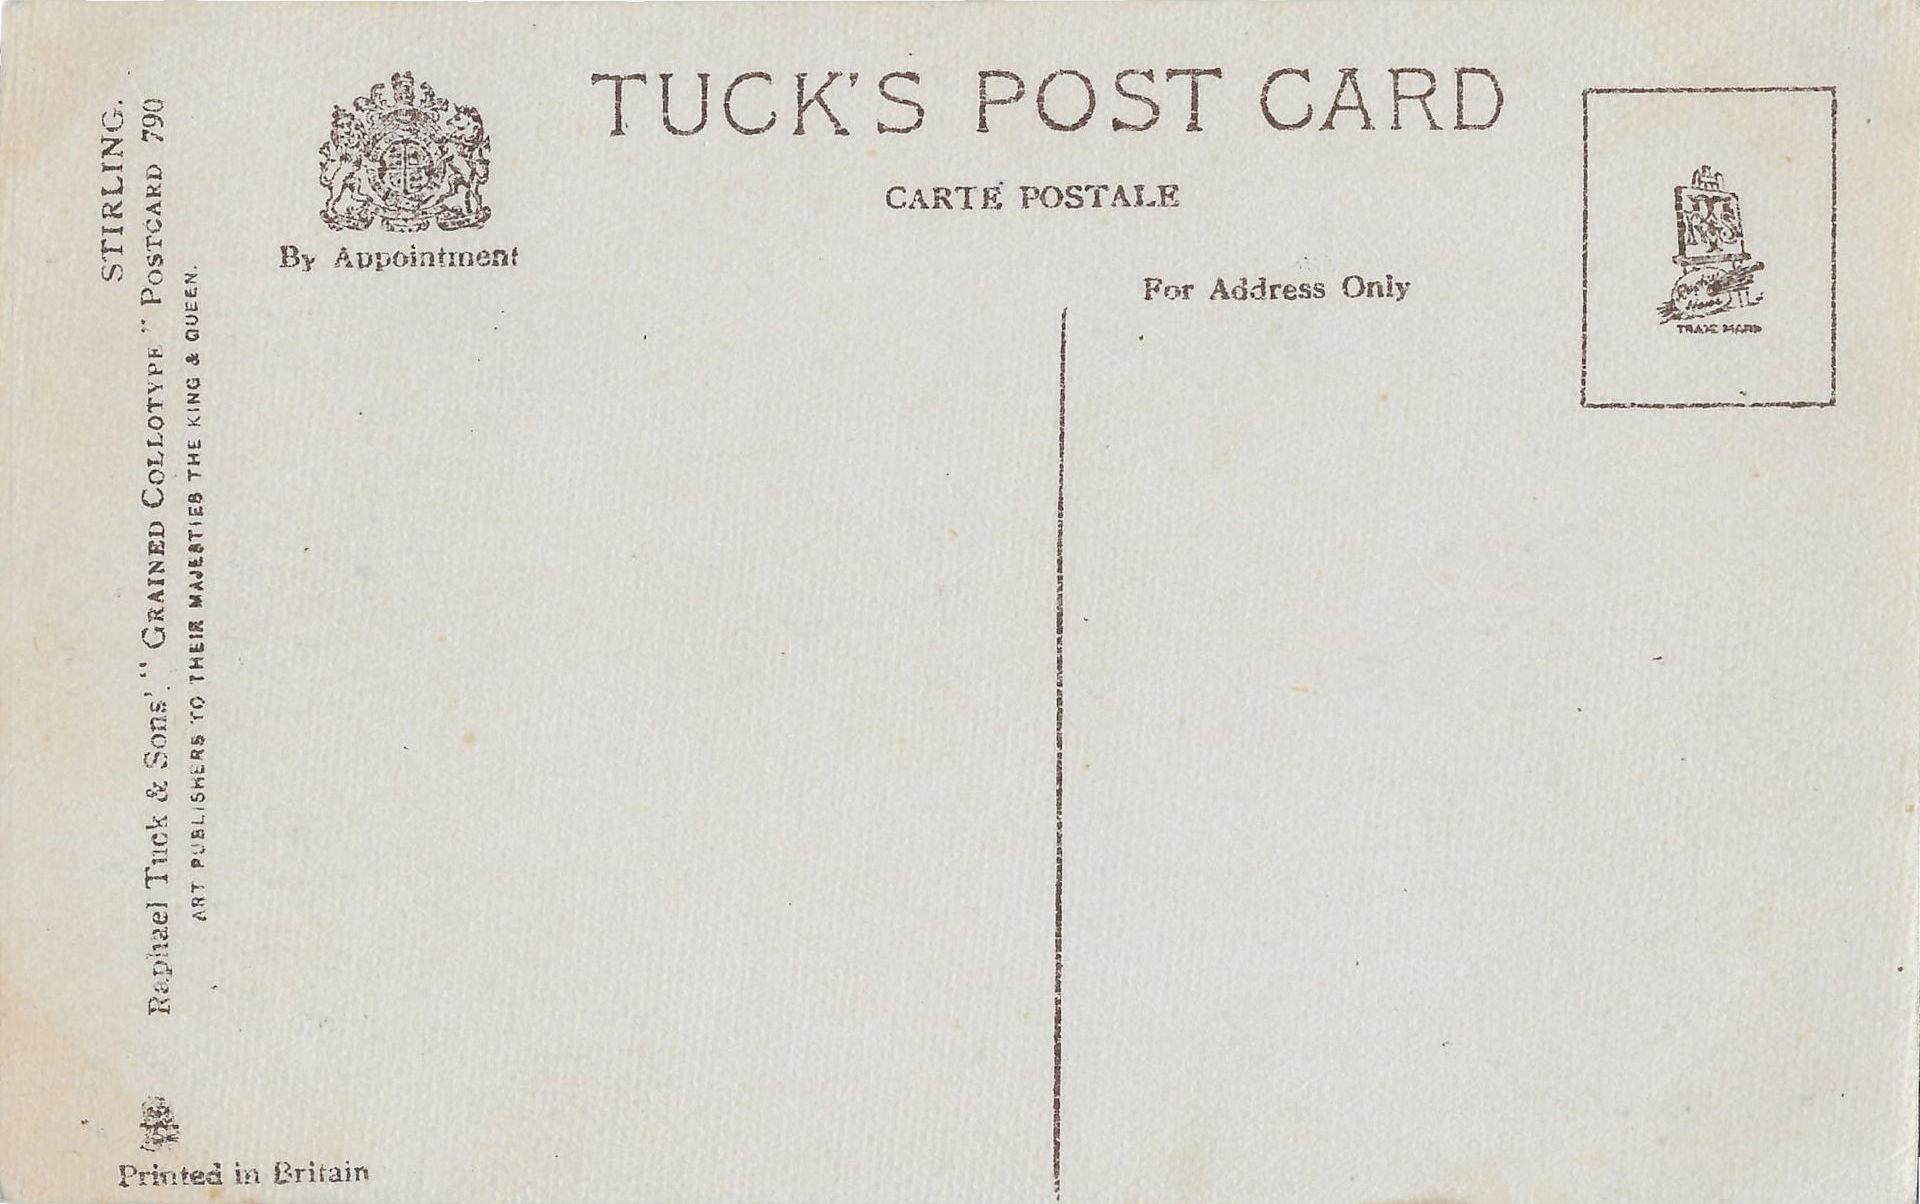 TUCK'S POST CARD
CARTE POSTALE
By Appointment
For Address Only
STIRLING.
Raphael Tuck & Sons'. "GRAINED COLLOTYPE" POSTCARD 790
ART PUBLISHERS TO THEIR MAJESTIES THE KING & QUEEN.
TRADE MARK
Printed in Britain